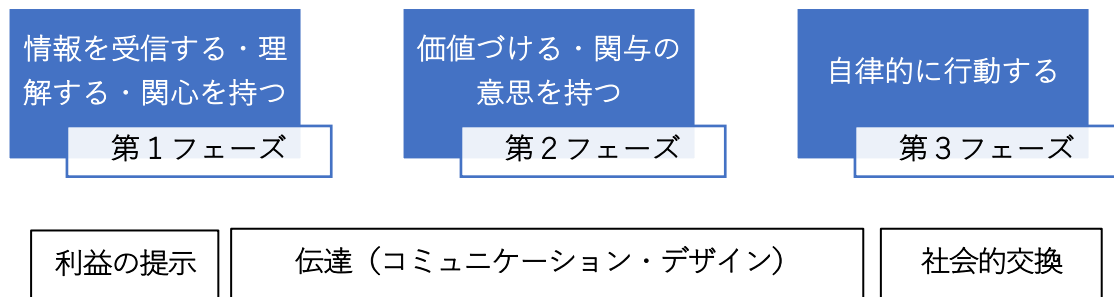 情報を受信する・理
解する・関心を持つ
第１フェーズ
価値づける・関与の
意思を持つ
第２フェーズ
自律的に行動する
第３フェーズ
利益の提示
伝達（コミュニケーション・デザイン）
社会的交換